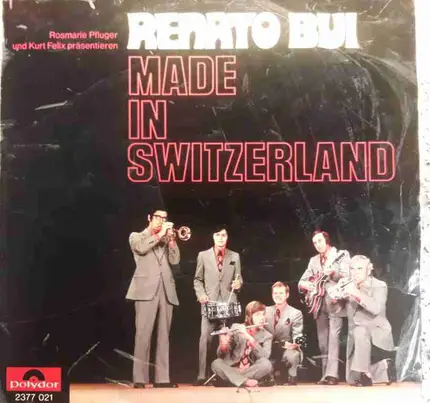 Rosmarie Pfluger
und Kurt Felix präsentieren
RENATO BUI
MADE
IN
SWITZERLAND
Polydor
2377 021